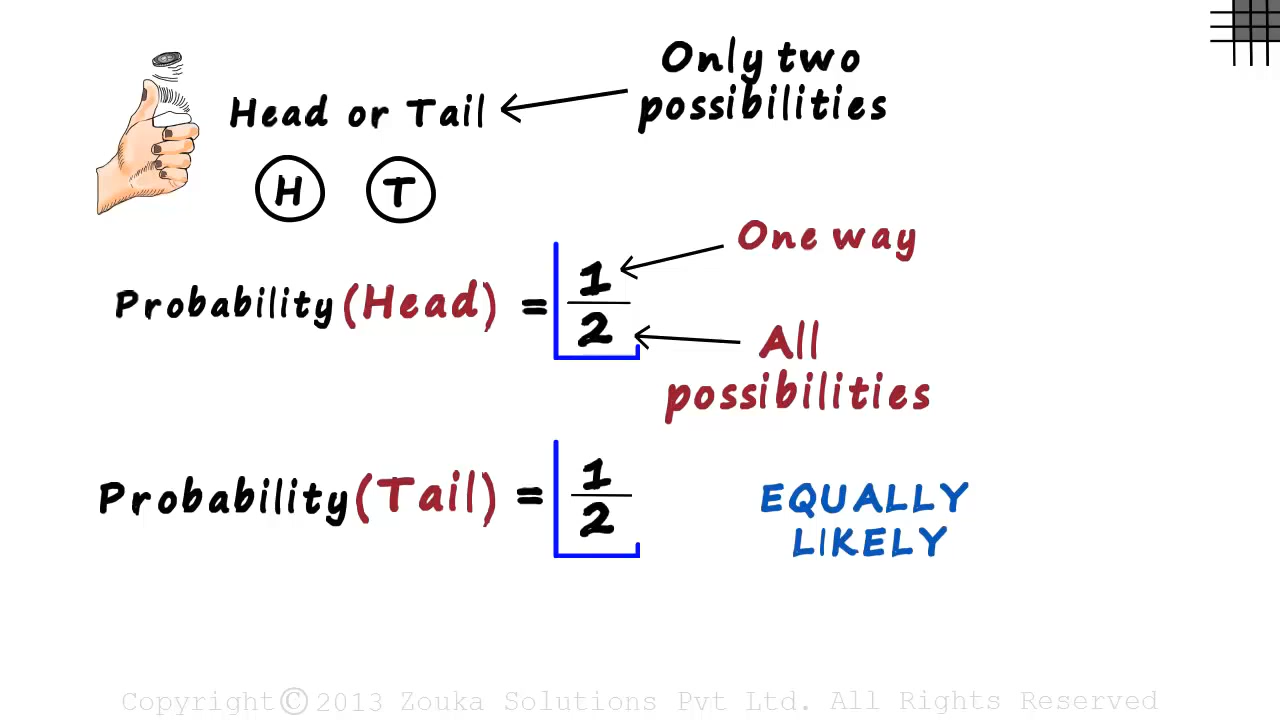 Only two
possibilities
Head or Tail
H T
One way
Probability (Head) = 1/2
All
possibilities
Probability (Tail) = 1/2
EQUALLY
LIKELY
Copyright © 2013 Zouka Solutions Pvt Ltd. All Rights Reserved